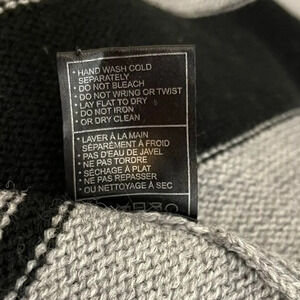 • HAND WASH COLD
SEPARATELY
• DO NOT BLEACH
• DO NOT WRING OR TWIST
• LAY FLAT TO DRY
• DO NOT IRON
• OR DRY CLEAN
• LAVER À LA MAIN
SÉPARÉMENT À FROID
• PAS D'EAU DE JAVEL
• NE PAS TORDRE
• SÉCHAGE À PLAT
• NE PAS REPASSER
OU NETTOYAGE À SEC